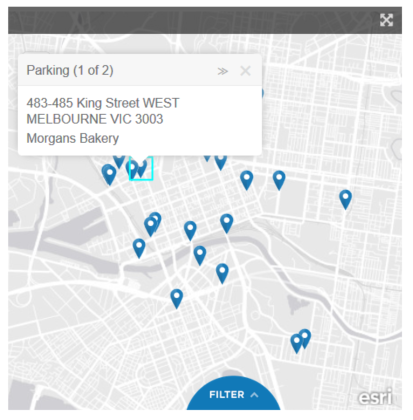 Parking (1 of 2)
483-485 King Street WEST
MELBOURNE VIC 3003
Morgans Bakery
FILTER
esri